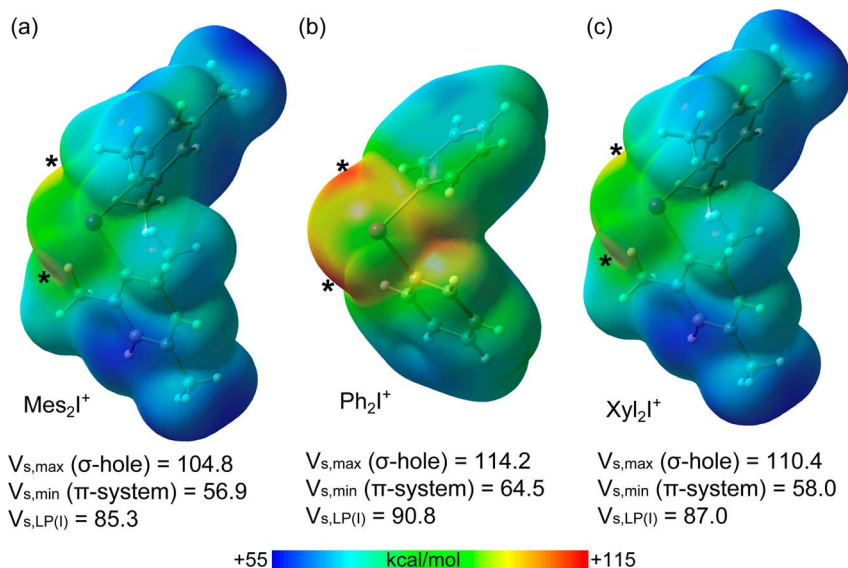 (a)
(b)
(c)
*
*
*
*
*
*
Mes₂I⁺
Ph₂I⁺
Xyl₂I⁺
Vs,max (σ-hole) = 104.8
Vs,min (π-system) = 56.9
Vs,LP(I) = 85.3
Vs,max (σ-hole) = 114.2
Vs,min (π-system) = 64.5
Vs,LP(I) = 90.8
Vs,max (σ-hole) = 110.4
Vs,min (π-system) = 58.0
Vs,LP(I) = 87.0
+55 kcal/mol +115